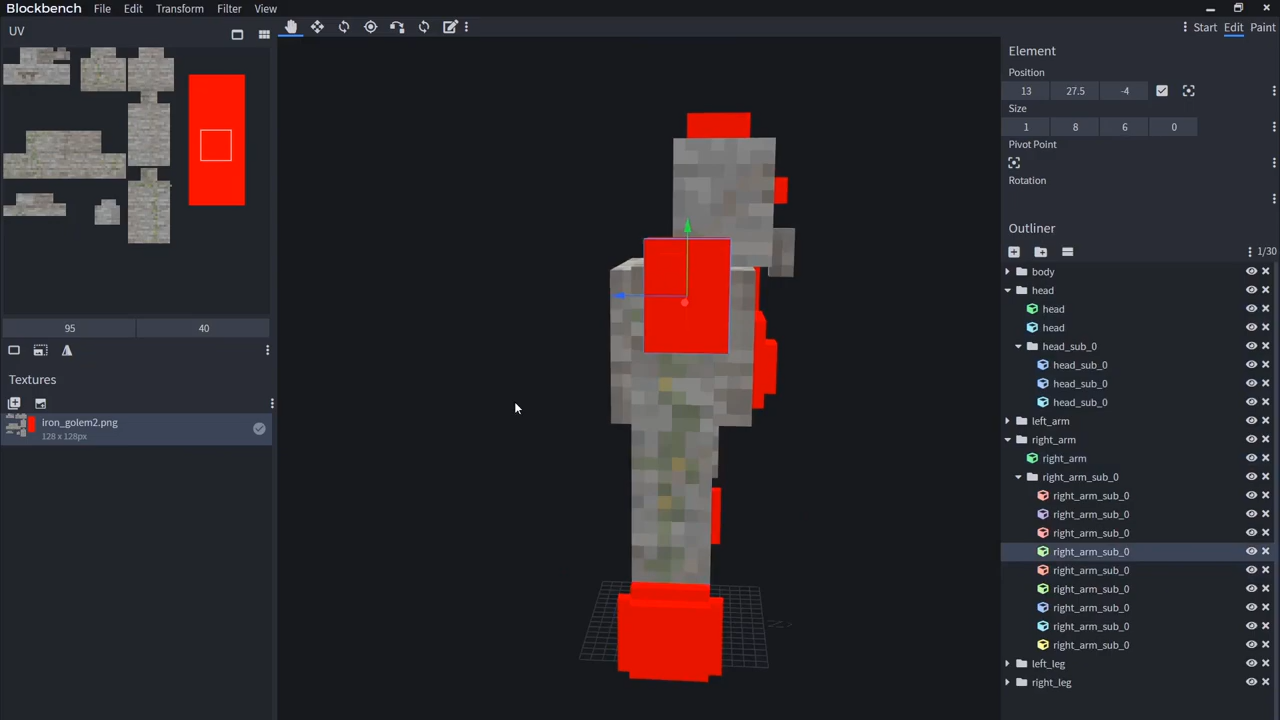 Blockbench File Edit Transform Filter View
Start Edit Paint
UV
95 40
Textures
iron_golem2.png
128 x 128px
Element
Position
13 27.5 -4
Size
1 8 6 0
Pivot Point
Rotation
Outliner
1/30
body
head
head
head
head_sub_0
head_sub_0
head_sub_0
head_sub_0
left_arm
right_arm
right_arm
right_arm_sub_0
right_arm_sub_0
right_arm_sub_0
right_arm_sub_0
right_arm_sub_0
right_arm_sub_0
right_arm_sub_0
right_arm_sub_0
right_arm_sub_0
right_arm_sub_0
left_leg
right_leg